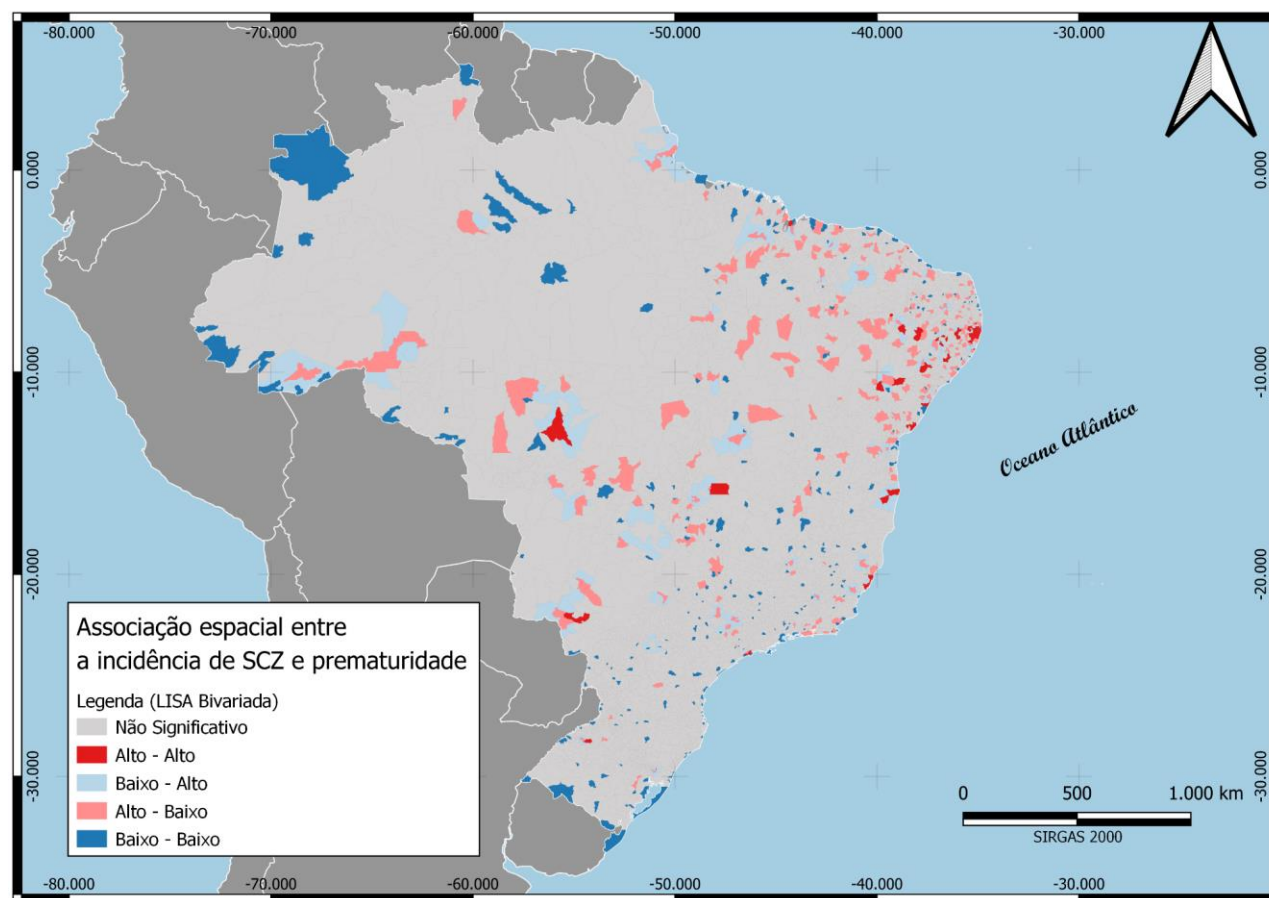 -80.000 -70.000 -60.000 -50.000 -40.000 -30.000
0.000 0.000
-10.000 -10.000
Oceano Atlântico
-20.000 -20.000
-30.000 -30.000
Associação espacial entre
a incidência de SCZ e prematuridade
Legenda (LISA Bivariada)
Não Significativo
Alto - Alto
Baixo - Alto
Alto - Baixo
Baixo - Baixo
0 500 1.000 km
SIRGAS 2000
-80.000 -70.000 -60.000 -50.000 -40.000 -30.000